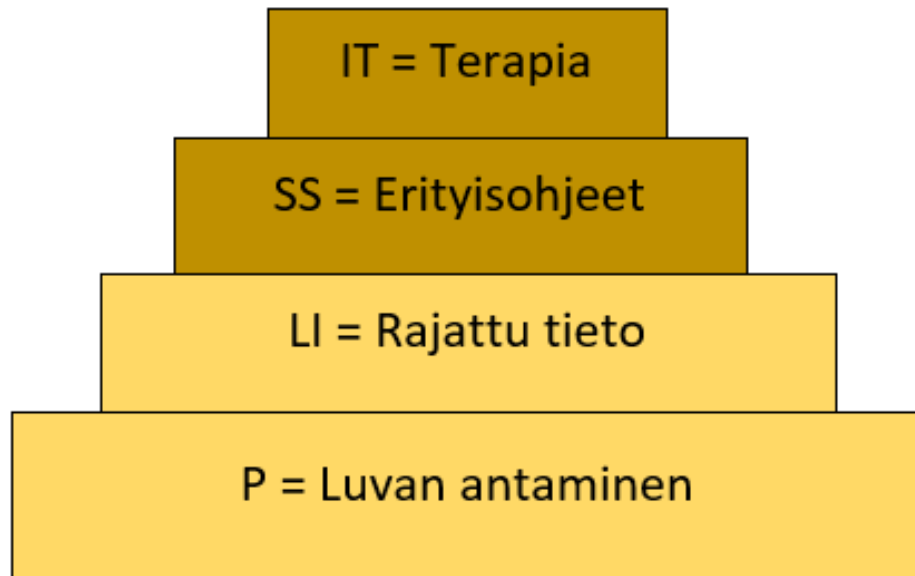 IT = Terapia
SS = Erityisohjeet
LI = Rajattu tieto
P = Luvan antaminen